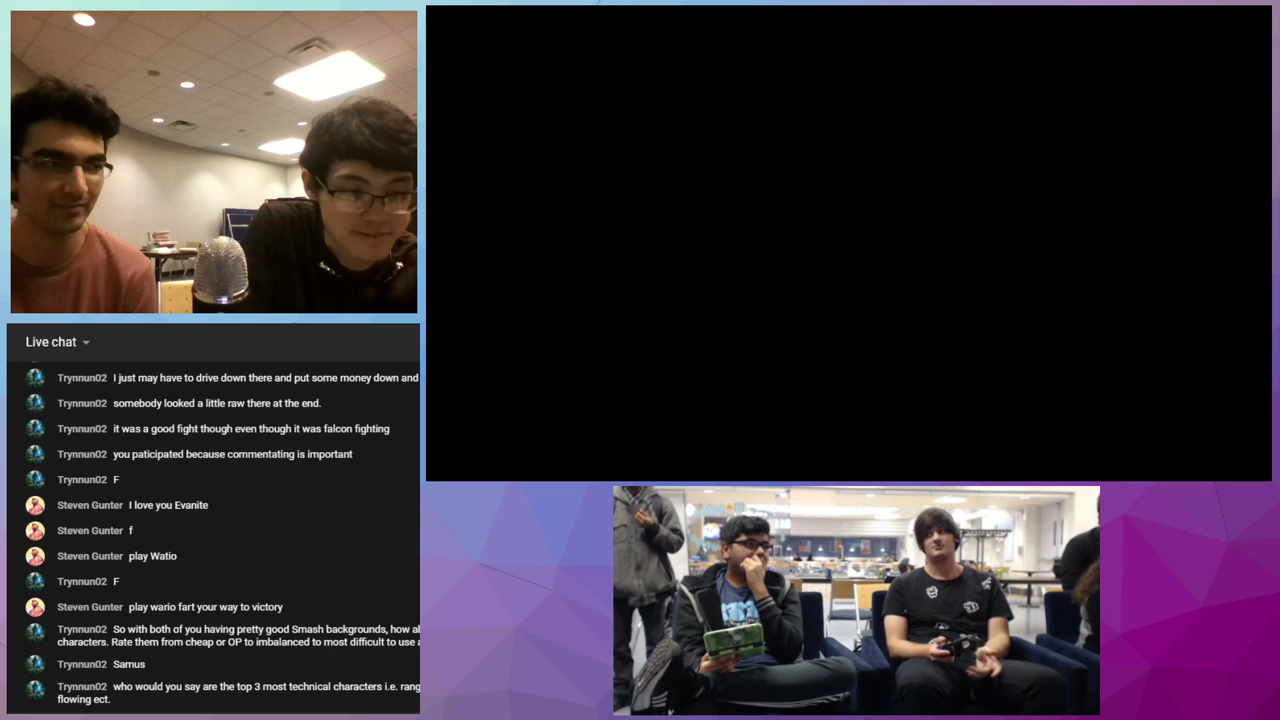 Live chat
Trynnun02 I just may have to drive down there and put some money down and
Trynnun02 somebody looked a little raw there at the end.
Trynnun02 it was a good fight though even though it was falcon fighting
Trynnun02 you paticipated because commentating is important
Trynnun02 F
Steven Gunter I love you Evanite
Steven Gunter f
Steven Gunter play Watio
Trynnun02 F
Steven Gunter play wario fart your way to victory
Trynnun02 So with both of you having pretty good Smash backgrounds, how
characters. Rate them from cheap or OP to imbalanced to most difficult to use
Trynnun02 Samus
Trynnun02 who would you say are the top 3 most technical characters i.e.
flowing ect.